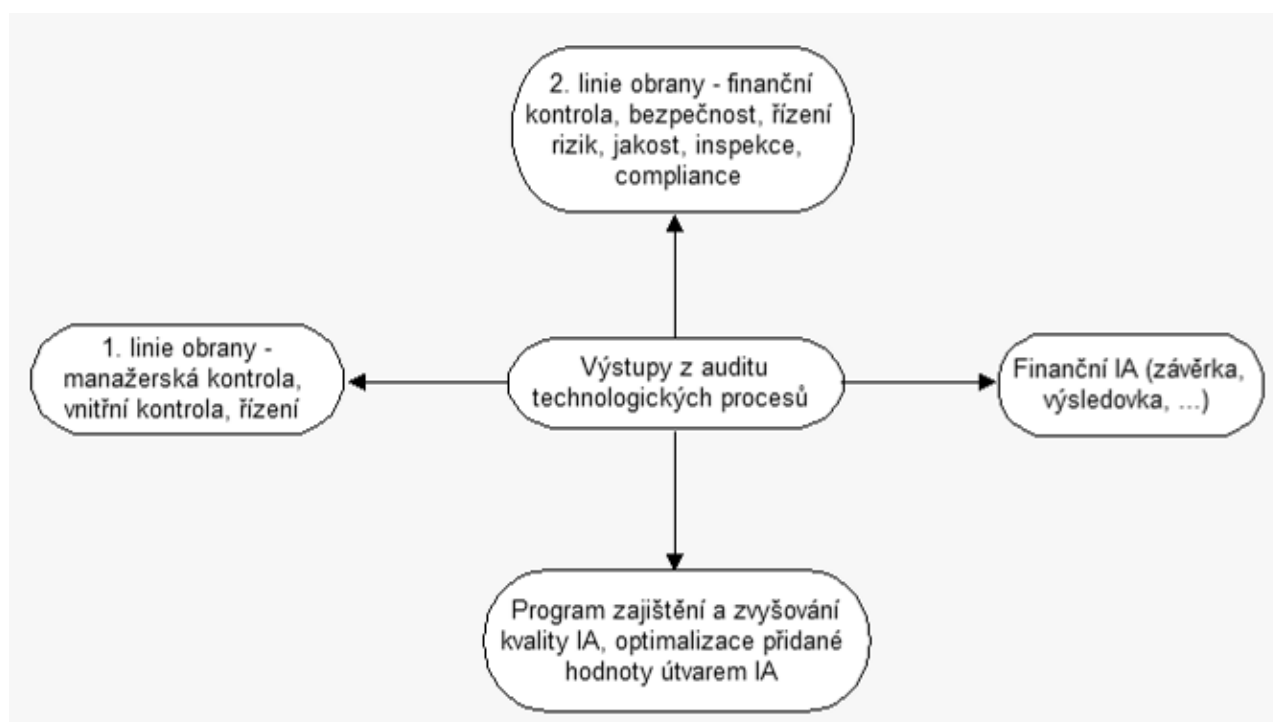 2. linie obrany - finanční
kontrola, bezpečnost, řízení
rizik, jakost, inspekce,
compliance
1. linie obrany -
manažerská kontrola,
vnitřní kontrola, řízení
Výstupy z auditu
technologických procesů
Finanční IA (závěrka,
výsledovka, ...)
Program zajištění a zvyšování
kvality IA, optimalizace přidané
hodnoty útvarem IA